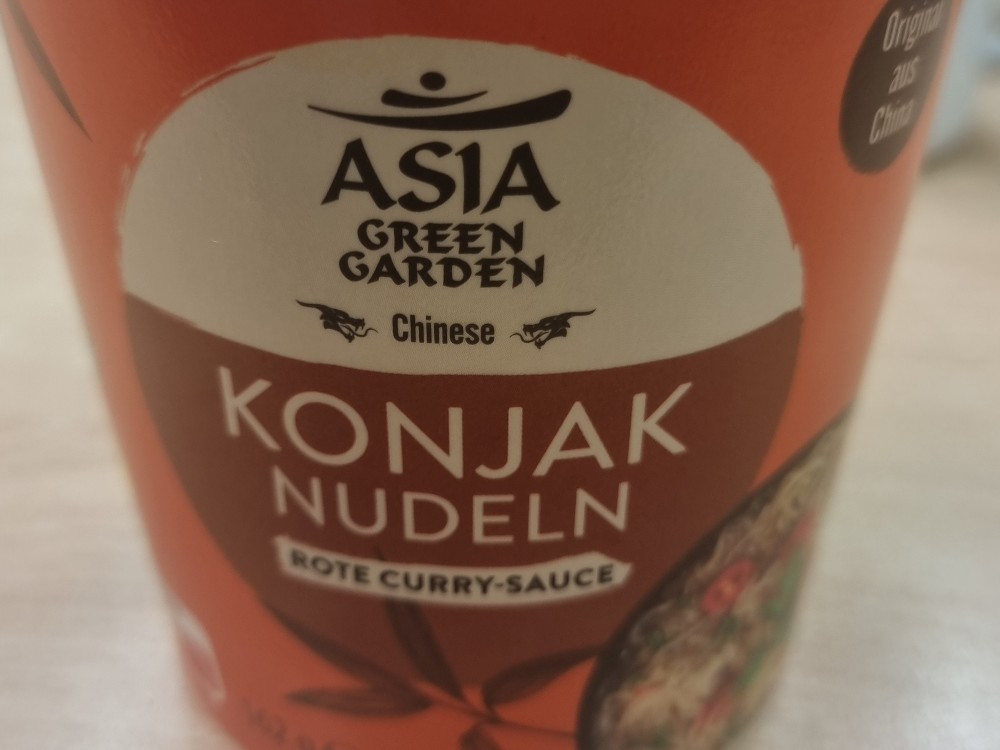 Original
aus
China
ASIA
GREEN
GARDEN
Chinese
KONJAK
NUDELN
ROTE CURRY-SAUCE